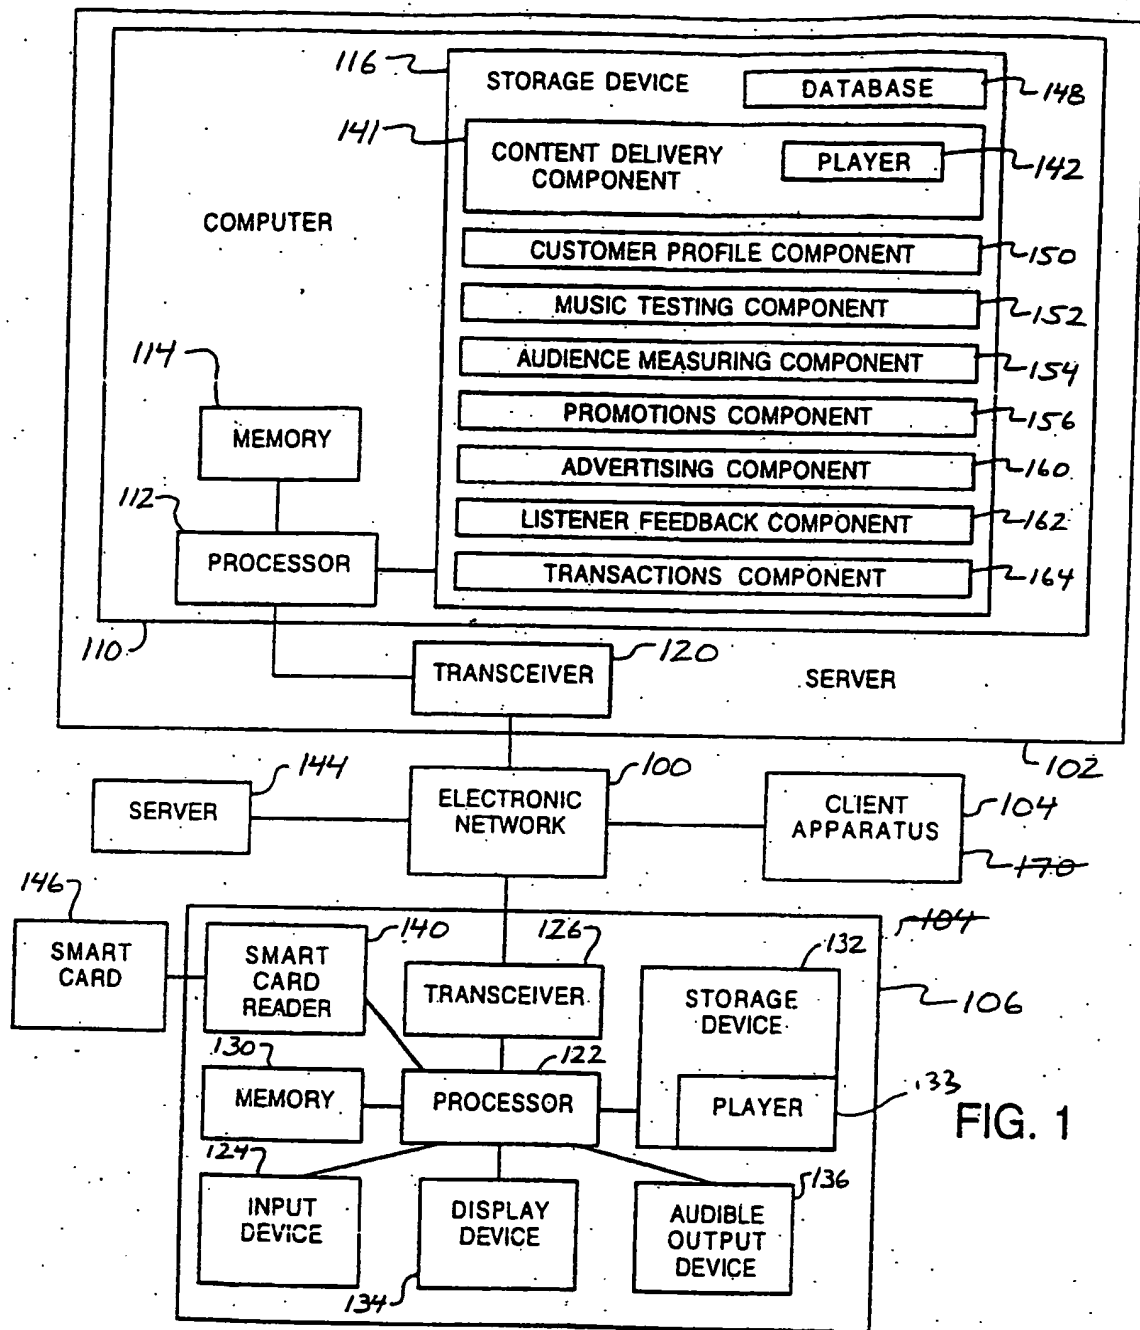 116
STORAGE DEVICE
DATABASE
148
141
CONTENT DELIVERY
COMPONENT
PLAYER
142
COMPUTER
CUSTOMER PROFILE COMPONENT
150
MUSIC TESTING COMPONENT
152
114
AUDIENCE MEASURING COMPONENT
154
MEMORY
PROMOTIONS COMPONENT
156
ADVERTISING COMPONENT
160
112
LISTENER FEEDBACK COMPONENT
162
PROCESSOR
TRANSACTIONS COMPONENT
164
110
120
TRANSCEIVER
SERVER
102
144
100
SERVER
ELECTRONIC
NETWORK
CLIENT
APPARATUS
104
170
146
104
SMART
CARD
140
SMART
CARD
READER
126
TRANSCEIVER
132
STORAGE
DEVICE
106
130
MEMORY
122
PROCESSOR
PLAYER
133
FIG. 1
124
INPUT
DEVICE
DISPLAY
DEVICE
134
136
AUDIBLE
OUTPUT
DEVICE